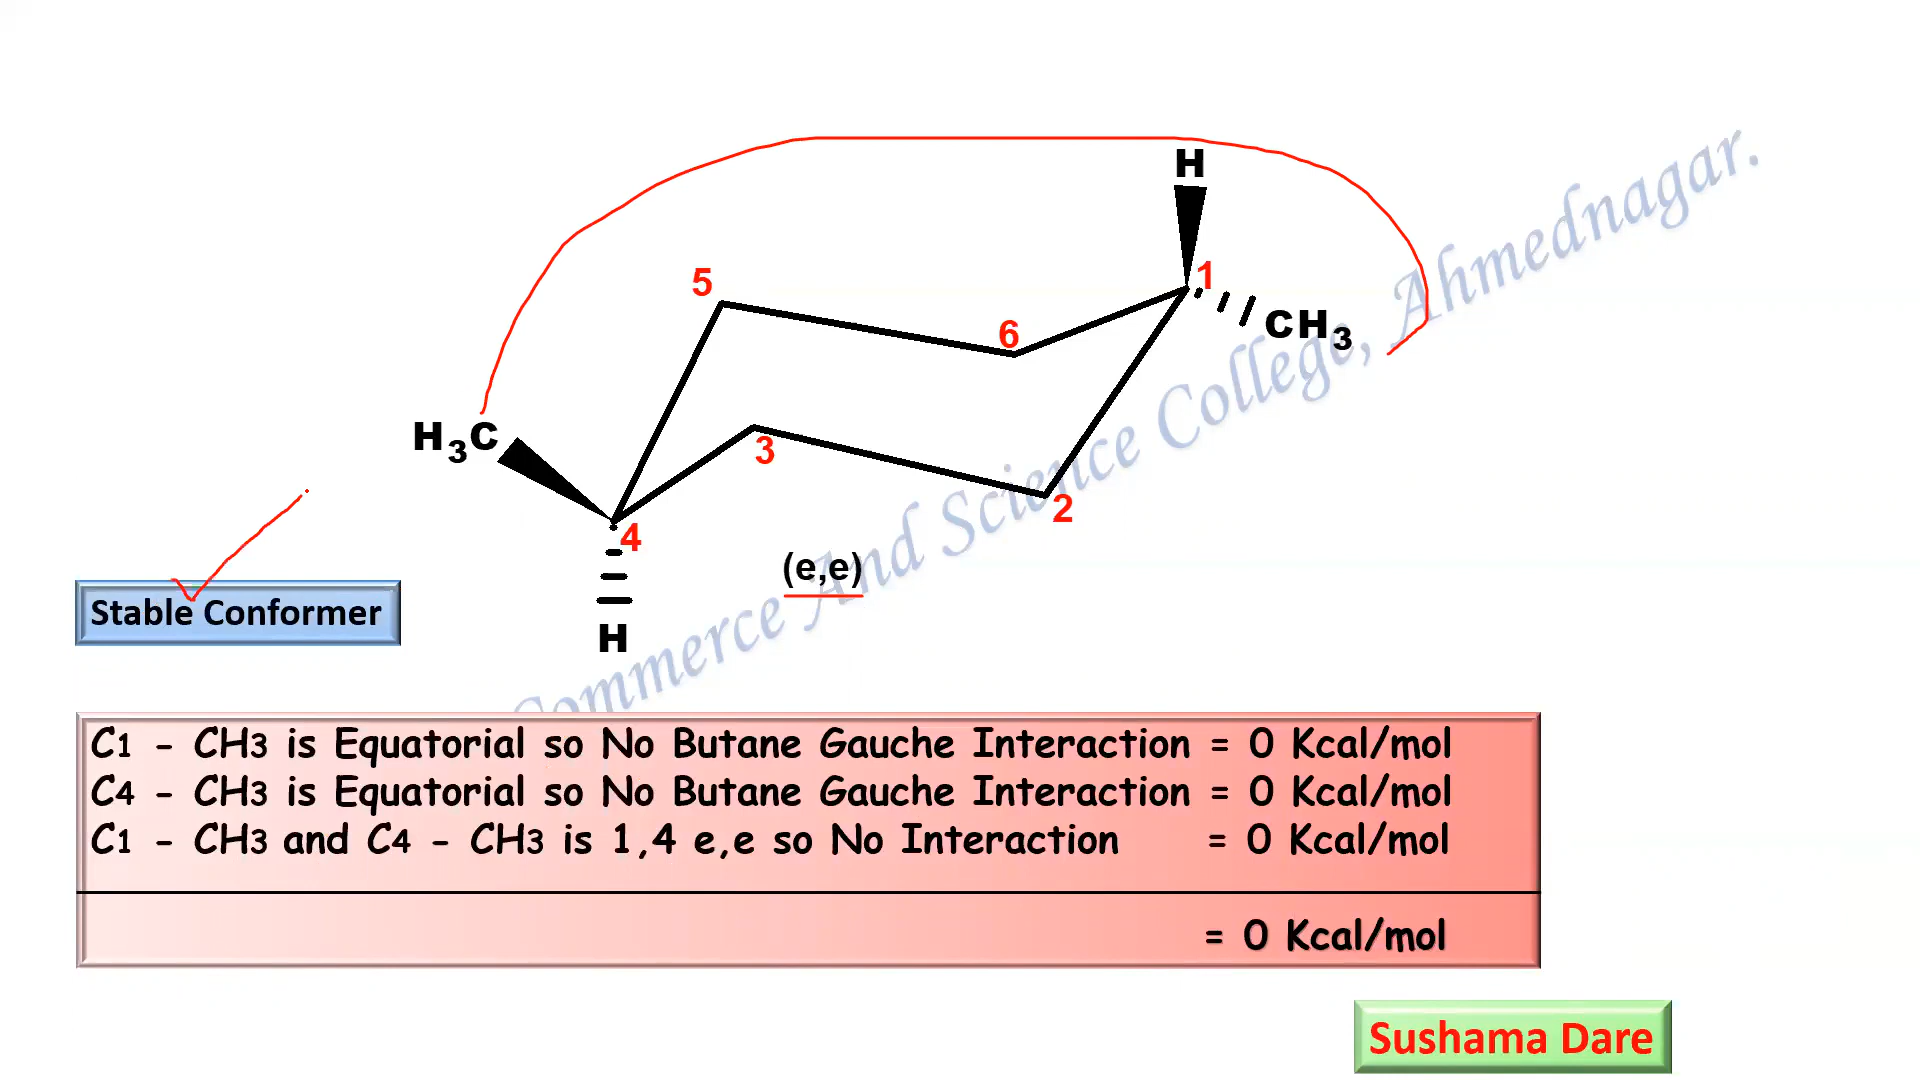 H
5
1
6
CH3
H3C
3
2
4
(e,e)
Stable Conformer
H
Commerce And Science College, Ahmednagar.
C1 - CH3 is Equatorial so No Butane Gauche Interaction = 0 Kcal/mol
C4 - CH3 is Equatorial so No Butane Gauche Interaction = 0 Kcal/mol
C1 - CH3 and C4 - CH3 is 1,4 e,e so No Interaction = 0 Kcal/mol
= 0 Kcal/mol
Sushama Dare